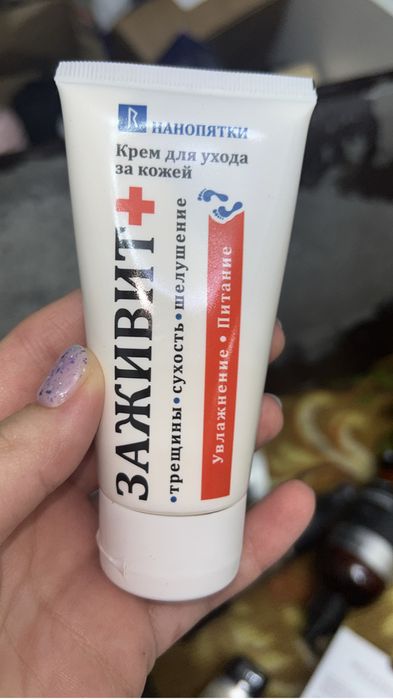 НАНОПЯТКИ
Крем для ухода
за кожей
ЗАЖИВИТ+
•трещины•сухость•шелушение
Увлажнение • Питание